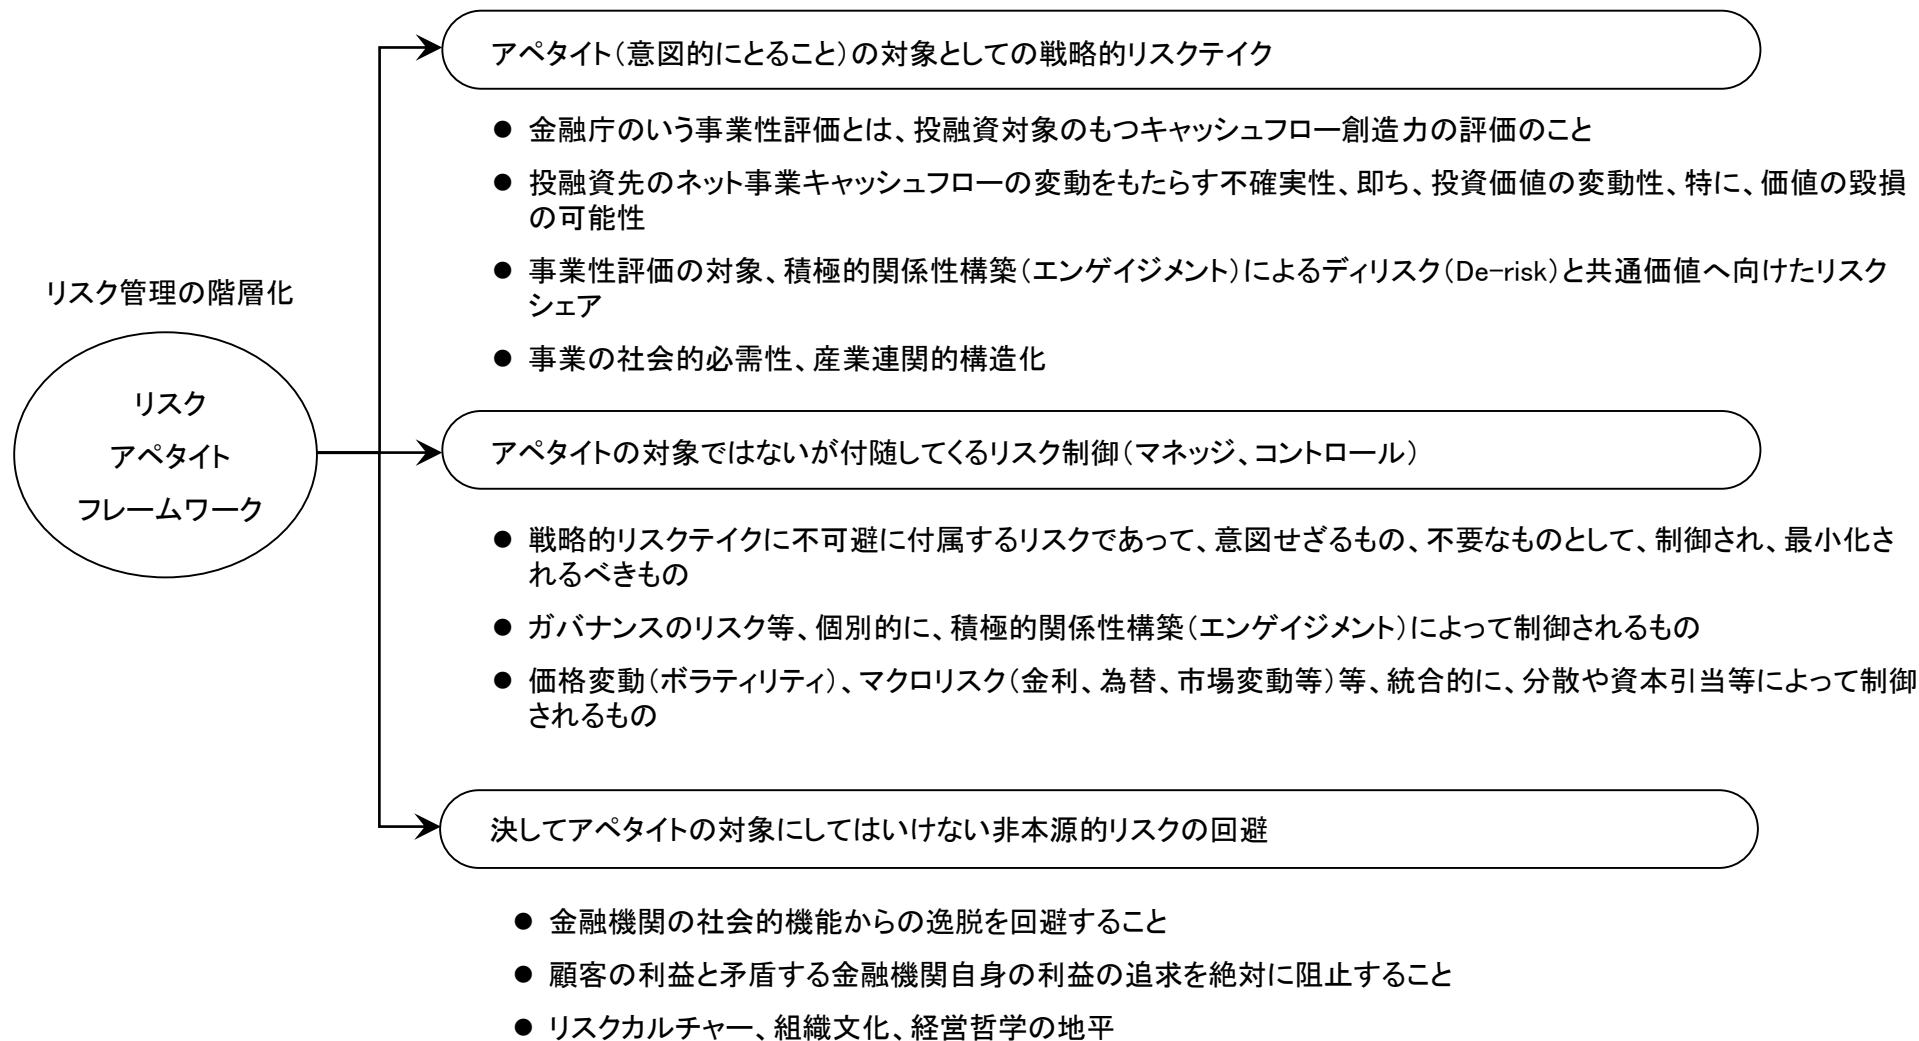 アペタイト（意図的にとること）の対象としての戦略的リスクテイク
● 金融庁のいう事業性評価とは、投融資対象のもつキャッシュフロー創造力の評価のこと
● 投融資先のネット事業キャッシュフローの変動をもたらす不確実性、即ち、投資価値の変動性、特に、価値の毀損
の可能性
● 事業性評価の対象、積極的関係性構築（エンゲイジメント）によるディリスク（De-risk）と共通価値へ向けたリスク
シェア
● 事業の社会的必需性、産業連関的構造化
リスク管理の階層化
リスク
アペタイト
フレームワーク
アペタイトの対象ではないが付随してくるリスク制御（マネッジ、コントロール）
● 戦略的リスクテイクに不可避に付属するリスクであって、意図せざるもの、不要なものとして、制御され、最小化さ
れるべきもの
● ガバナンスのリスク等、個別的に、積極的関係性構築（エンゲイジメント）によって制御されるもの
● 価格変動（ボラティリティ）、マクロリスク（金利、為替、市場変動等）等、統合的に、分散や資本引当等によって制御
されるもの
決してアペタイトの対象にしてはいけない非本源的リスクの回避
● 金融機関の社会的機能からの逸脱を回避すること
● 顧客の利益と矛盾する金融機関自身の利益の追求を絶対に阻止すること
● リスクカルチャー、組織文化、経営哲学の地平